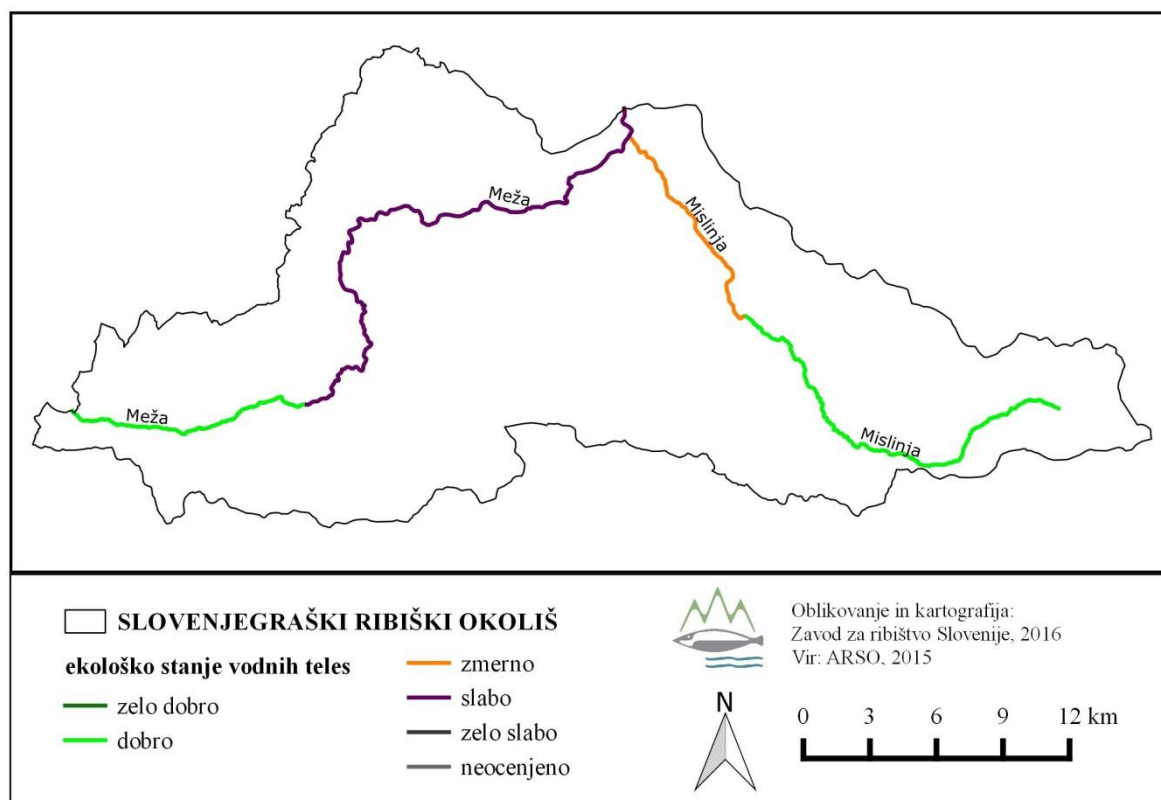 Meža
Mislinja
Meža
Mislinja
SLOVENJEGRAŠKI RIBIŠKI OKOLIŠ
ekološko stanje vodnih teles
zelo dobro
dobro
zmerno
slabo
zelo slabo
neocenjeno
Oblikovanje in kartografija:
Zavod za ribištvo Slovenije, 2016
Vir: ARSO, 2015
N
0 3 6 9 12 km